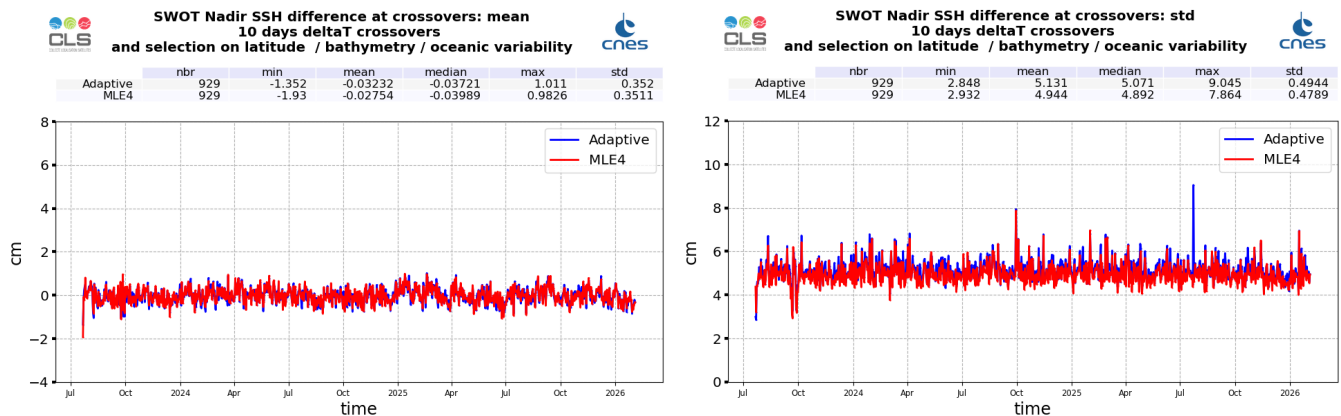 CLS
SWOT Nadir SSH difference at crossovers: mean
10 days deltaT crossovers
and selection on latitude / bathymetry / oceanic variability
cnes
nbr min mean median max std
Adaptive 929 -1.352 -0.03232 -0.03721 1.011 0.352
MLE4 929 -1.93 -0.02754 -0.03989 0.9826 0.3511
8
6
4
2
0
−2
−4
cm
Adaptive
MLE4
Jul Oct 2024 Apr Jul Oct 2025 Apr Jul Oct 2026
time
CLS
SWOT Nadir SSH difference at crossovers: std
10 days deltaT crossovers
and selection on latitude / bathymetry / oceanic variability
cnes
nbr min mean median max std
Adaptive 929 2.848 5.131 5.071 9.045 0.4944
MLE4 929 2.932 4.944 4.892 7.864 0.4789
12
10
8
6
4
2
0
cm
Adaptive
MLE4
Jul Oct 2024 Apr Jul Oct 2025 Apr Jul Oct 2026
time